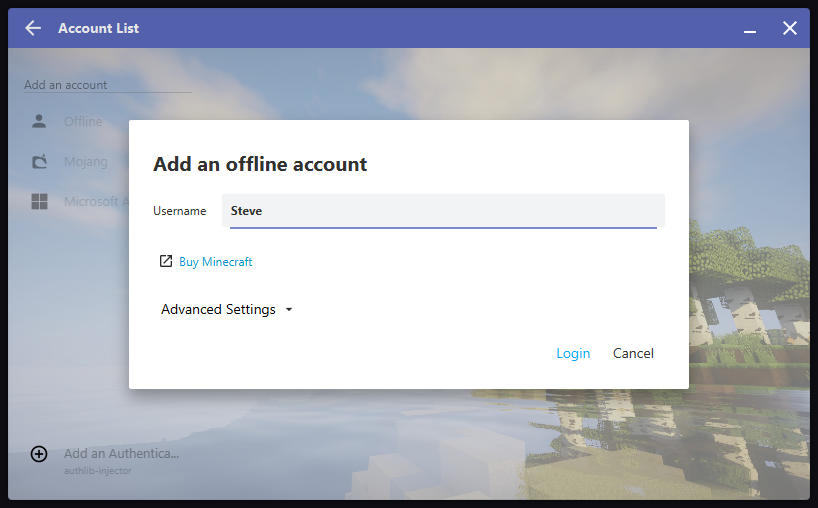 Account List
Add an account
Offline
Mojang
Microsoft A
Add an offline account
Username Steve
Buy Minecraft
Advanced Settings
Login Cancel
Add an Authentica...
authlib-injector